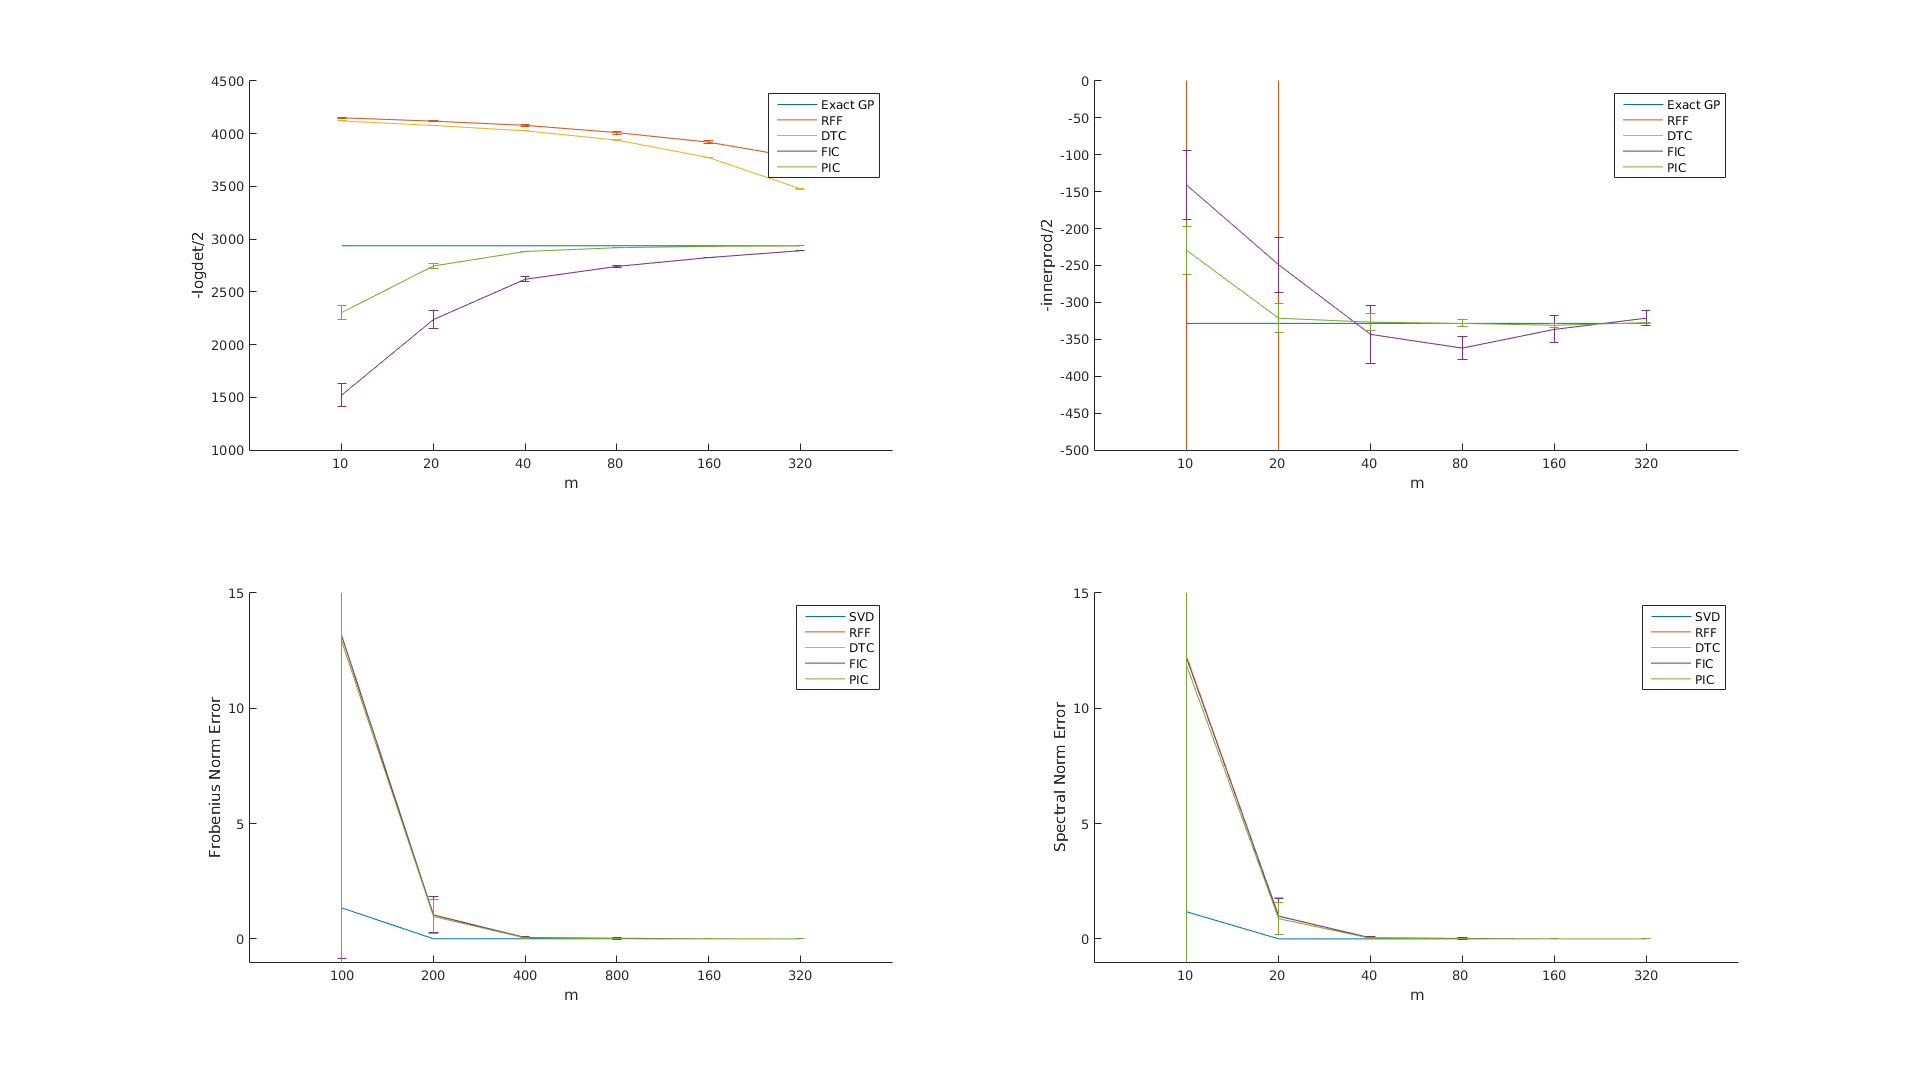 4500
4000
3500
3000
2500
2000
1500
1000
-logdet/2
10 20 40 80 160 320
m
Exact GP
RFF
DTC
FIC
PIC
0
-50
-100
-150
-200
-250
-300
-350
-400
-450
-500
-innerprod/2
10 20 40 80 160 320
m
Exact GP
RFF
DTC
FIC
PIC
15
10
5
0
Frobenius Norm Error
100 200 400 800 160 320
m
SVD
RFF
DTC
FIC
PIC
15
10
5
0
Spectral Norm Error
10 20 40 80 160 320
m
SVD
RFF
DTC
FIC
PIC